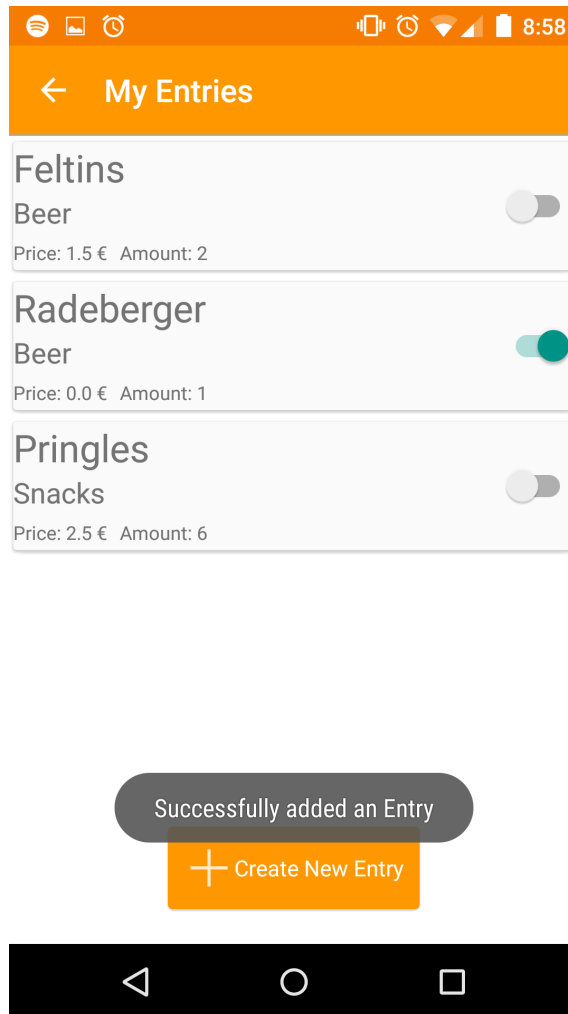 8:58
My Entries
Feltins
Beer
Price: 1.5 € Amount: 2
Radeberger
Beer
Price: 0.0 € Amount: 1
Pringles
Snacks
Price: 2.5 € Amount: 6
Successfully added an Entry
Create New Entry